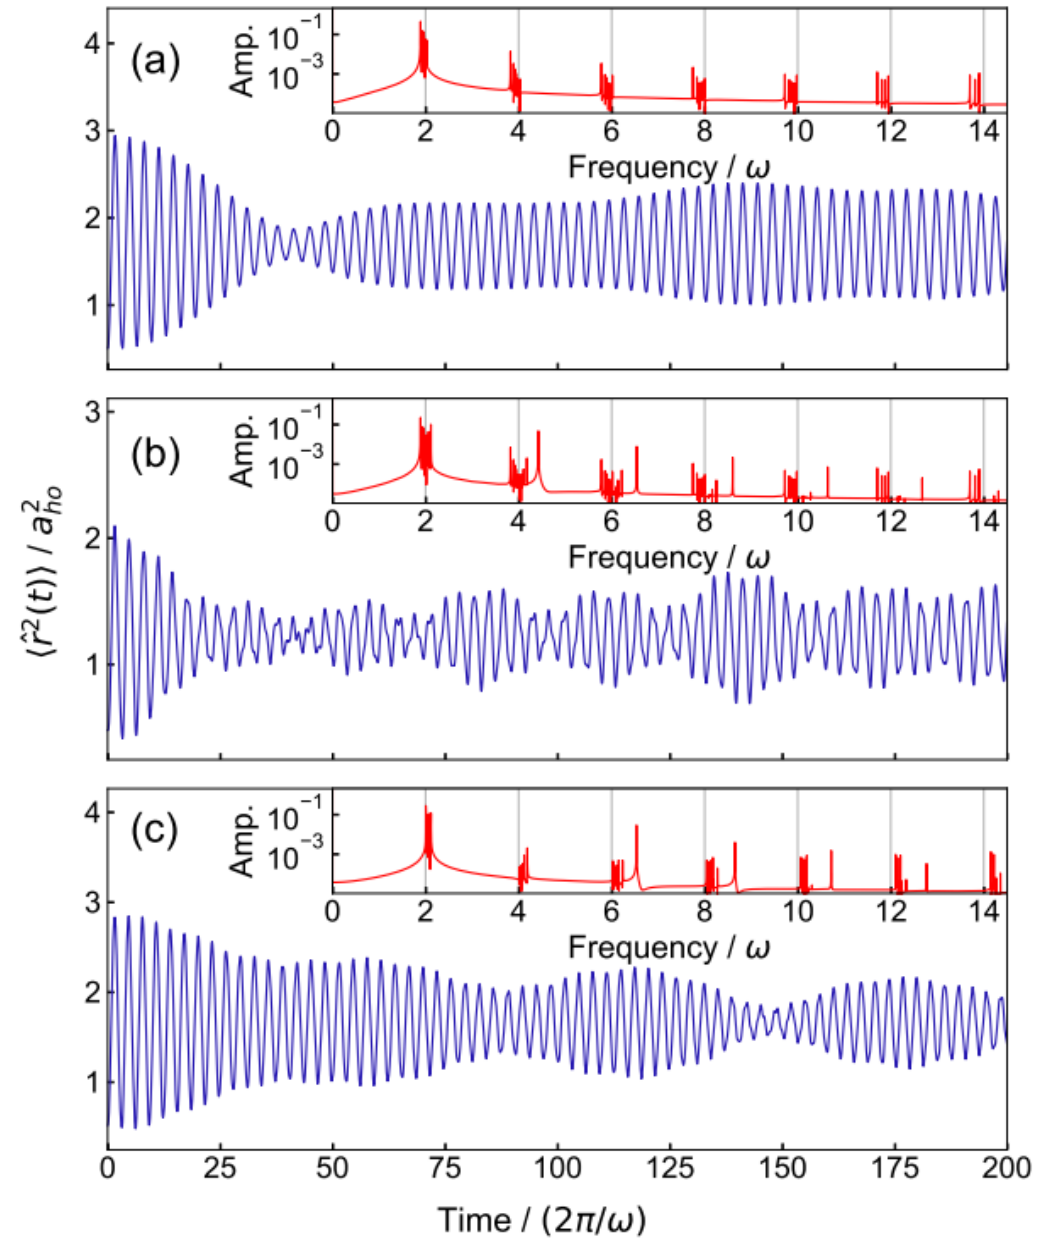 (a)
4
3
2
1
Amp.
10⁻¹
10⁻³
0 2 4 6 8 10 12 14
Frequency / ω
(b)
3
2
1
Amp.
10⁻¹
10⁻³
0 2 4 6 8 10 12 14
Frequency / ω
⟨r̂²(t)⟩ / a²ₕₒ
(c)
4
3
2
1
Amp.
10⁻¹
10⁻³
0 2 4 6 8 10 12 14
Frequency / ω
0 25 50 75 100 125 150 175 200
Time / (2π/ω)